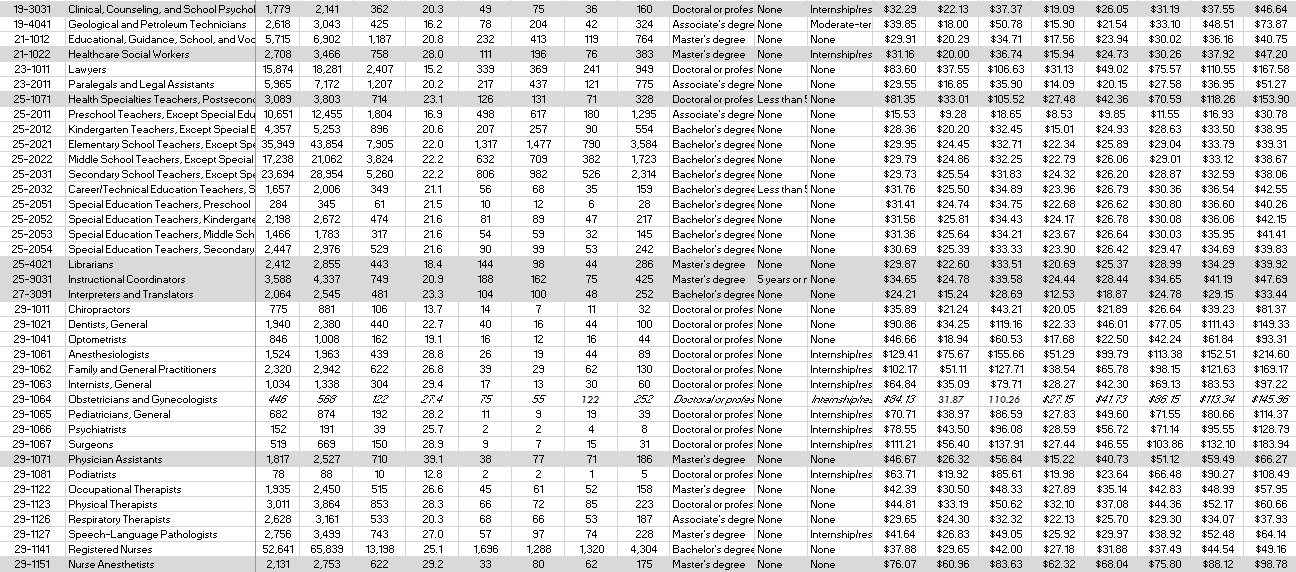 19-3031 Clinical, Counseling, and School Psychol 1,779 2,141 362 20.3 49 75 36 160 Doctoral or profes None Internship/res $32.29 $22.13 $37.37 $19.09 $26.05 $31.19 $37.55 $46.64
19-4041 Geological and Petroleum Technicians 2,618 3,043 425 16.2 78 204 42 324 Associate's degre None Moderate-ter $39.85 $18.00 $50.78 $15.90 $21.54 $33.10 $48.51 $73.87
21-1012 Educational, Guidance, School, and Voc 5,715 6,902 1,187 20.8 232 413 119 764 Master's degree None None $29.91 $20.29 $34.71 $17.56 $23.94 $30.02 $36.16 $40.75
21-1022 Healthcare Social Workers 2,708 3,466 758 28.0 111 196 76 383 Master's degree None Internship/res $31.16 $20.00 $36.74 $15.94 $24.73 $30.26 $37.92 $47.20
23-1011 Lawyers 15,874 18,281 2,407 15.2 339 369 241 949 Doctoral or profes None None $83.60 $37.55 $106.63 $31.13 $49.02 $75.57 $110.55 $167.58
23-2011 Paralegals and Legal Assistants 5,965 7,172 1,207 20.2 217 437 121 775 Associate's degre None None $29.55 $16.85 $35.90 $14.09 $20.15 $27.58 $36.95 $51.27
25-1071 Health Specialties Teachers, Postsecond 3,089 3,803 714 23.1 126 131 71 328 Doctoral or profes Less than 5 None $81.35 $33.01 $105.52 $27.48 $42.36 $70.59 $118.26 $153.90
25-2011 Preschool Teachers, Except Special Edu 10,651 12,455 1,804 16.9 498 617 180 1,295 Associate's degre None None $15.53 $9.28 $18.65 $8.53 $9.85 $11.55 $16.93 $30.78
25-2012 Kindergarten Teachers, Except Special E 4,357 5,253 896 20.6 207 257 90 554 Bachelor's degree None None $28.36 $20.20 $32.45 $15.01 $24.93 $28.63 $33.50 $38.95
25-2021 Elementary School Teachers, Except Spe 35,949 43,854 7,905 22.0 1,317 1,477 790 3,584 Bachelor's degree None None $29.95 $24.45 $32.71 $22.34 $25.89 $29.04 $33.79 $39.31
25-2022 Middle School Teachers, Except Special 17,238 21,062 3,824 22.2 632 709 382 1,723 Bachelor's degree None None $29.79 $24.86 $32.25 $22.79 $26.06 $29.01 $33.12 $38.67
25-2031 Secondary School Teachers, Except Spe 23,694 28,954 5,260 22.2 806 982 526 2,314 Bachelor's degree None None $29.73 $25.54 $31.83 $24.32 $26.20 $28.87 $32.59 $38.06
25-2032 Career/Technical Education Teachers, S 1,657 2,006 349 21.1 56 68 35 159 Bachelor's degree Less than 5 None $31.76 $25.50 $34.89 $23.96 $26.79 $30.36 $36.54 $42.55
25-2051 Special Education Teachers, Preschool 284 345 61 21.5 10 12 6 28 Bachelor's degree None None $31.41 $24.74 $34.75 $22.68 $26.62 $30.80 $36.60 $40.26
25-2052 Special Education Teachers, Kindergarte 2,198 2,672 474 21.6 81 89 47 217 Bachelor's degree None None $31.56 $25.81 $34.43 $24.17 $26.78 $30.08 $36.06 $42.15
25-2053 Special Education Teachers, Middle Sch 1,466 1,783 317 21.6 54 59 32 145 Bachelor's degree None None $31.36 $25.64 $34.21 $23.67 $26.64 $30.03 $35.95 $41.41
25-2054 Special Education Teachers, Secondary 2,447 2,976 529 21.6 90 99 53 242 Bachelor's degree None None $30.69 $25.39 $33.33 $23.90 $26.42 $29.47 $34.69 $39.83
25-4021 Librarians 2,412 2,855 443 18.4 144 98 44 286 Master's degree None None $29.87 $22.60 $33.51 $20.69 $25.37 $28.99 $34.29 $39.92
25-9031 Instructional Coordinators 3,588 4,337 749 20.9 188 162 75 425 Master's degree 5 years or r None $34.65 $24.78 $39.58 $24.44 $28.44 $34.65 $41.19 $47.69
27-3091 Interpreters and Translators 2,064 2,545 481 23.3 104 100 48 252 Bachelor's degree None None $24.21 $15.24 $28.69 $12.53 $18.87 $24.78 $29.15 $33.44
29-1011 Chiropractors 775 881 106 13.7 14 7 11 32 Doctoral or profes None None $35.89 $21.24 $43.21 $20.05 $21.89 $26.64 $39.23 $81.37
29-1021 Dentists, General 1,940 2,380 440 22.7 40 16 44 100 Doctoral or profes None None $90.86 $34.25 $119.16 $22.33 $46.01 $77.05 $111.43 $149.33
29-1041 Optometrists 846 1,008 162 19.1 16 12 16 44 Doctoral or profes None None $46.66 $18.94 $60.53 $17.68 $22.50 $42.24 $61.84 $93.31
29-1061 Anesthesiologists 1,524 1,963 439 28.8 26 19 44 89 Doctoral or profes None Internship/res $129.41 $75.67 $155.66 $51.29 $99.79 $113.38 $152.51 $214.60
29-1062 Family and General Practitioners 2,320 2,942 622 26.8 39 29 62 130 Doctoral or profes None Internship/res $102.17 $51.11 $127.71 $38.54 $65.78 $98.15 $121.63 $169.17
29-1063 Internists, General 1,034 1,338 304 29.4 17 13 30 60 Doctoral or profes None Internship/res $64.84 $35.09 $79.71 $28.27 $42.30 $69.13 $83.53 $97.22
29-1064 Obstetricians and Gynecologists 446 568 122 27.4 75 55 122 252 Doctoral or profes None Internship/res $84.13 31.87 110.26 $27.15 $41.73 $86.15 $113.34 $145.96
29-1065 Pediatricians, General 682 874 192 28.2 11 9 19 39 Doctoral or profes None Internship/res $70.71 $38.97 $86.59 $27.83 $49.60 $71.55 $80.66 $114.37
29-1066 Psychiatrists 152 191 39 25.7 2 2 4 8 Doctoral or profes None Internship/res $78.55 $43.50 $96.08 $28.59 $56.72 $71.14 $95.55 $128.79
29-1067 Surgeons 519 669 150 28.9 9 7 15 31 Doctoral or profes None Internship/res $111.21 $56.40 $137.91 $27.44 $46.55 $103.86 $132.10 $183.94
29-1071 Physician Assistants 1,817 2,527 710 39.1 38 77 71 186 Master's degree None None $46.67 $26.32 $56.84 $15.22 $40.73 $51.12 $59.49 $66.27
29-1081 Podiatrists 78 88 10 12.8 2 2 1 5 Doctoral or profes None Internship/res $63.71 $19.92 $85.61 $19.98 $23.64 $66.48 $90.27 $108.49
29-1122 Occupational Therapists 1,935 2,450 515 26.6 45 61 52 158 Master's degree None None $42.39 $30.50 $48.33 $27.89 $35.14 $42.83 $48.99 $57.95
29-1123 Physical Therapists 3,011 3,864 853 28.3 66 72 85 223 Doctoral or profes None None $44.81 $33.19 $50.62 $32.10 $37.08 $44.36 $52.17 $60.66
29-1126 Respiratory Therapists 2,628 3,161 533 20.3 68 66 53 187 Associate's degre None None $29.65 $24.30 $32.32 $22.13 $25.70 $29.30 $34.07 $37.93
29-1127 Speech-Language Pathologists 2,756 3,499 743 27.0 57 97 74 228 Master's degree None Internship/res $41.64 $26.83 $49.05 $25.92 $29.97 $38.92 $52.48 $64.14
29-1141 Registered Nurses 52,641 65,839 13,198 25.1 1,696 1,288 1,320 4,304 Bachelor's degree None None $37.88 $29.65 $42.00 $27.18 $31.88 $37.49 $44.54 $49.16
29-1151 Nurse Anesthetists 2,131 2,753 622 29.2 33 80 62 175 Master's degree None None $76.07 $60.96 $83.63 $62.32 $68.04 $75.80 $88.12 $98.78